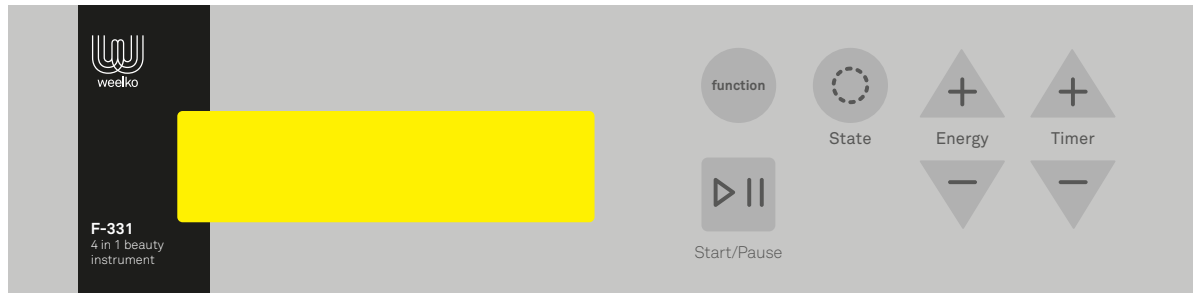 weelko
F-331
4 in 1 beauty
instrument
function
State
Energy
Timer
Start/Pause